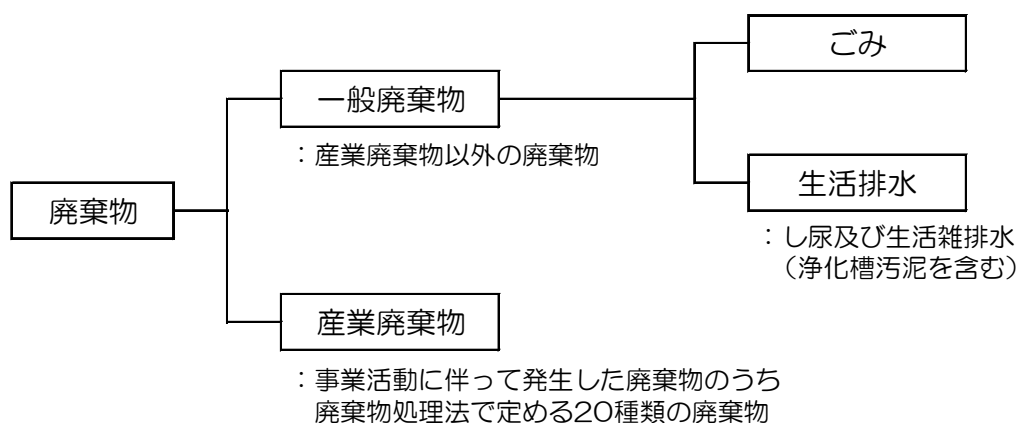 ごみ
一般廃棄物
：産業廃棄物以外の廃棄物
生活排水
廃棄物
：し尿及び生活雑排水
（浄化槽汚泥を含む）
産業廃棄物
：事業活動に伴って発生した廃棄物のうち
廃棄物処理法で定める20種類の廃棄物